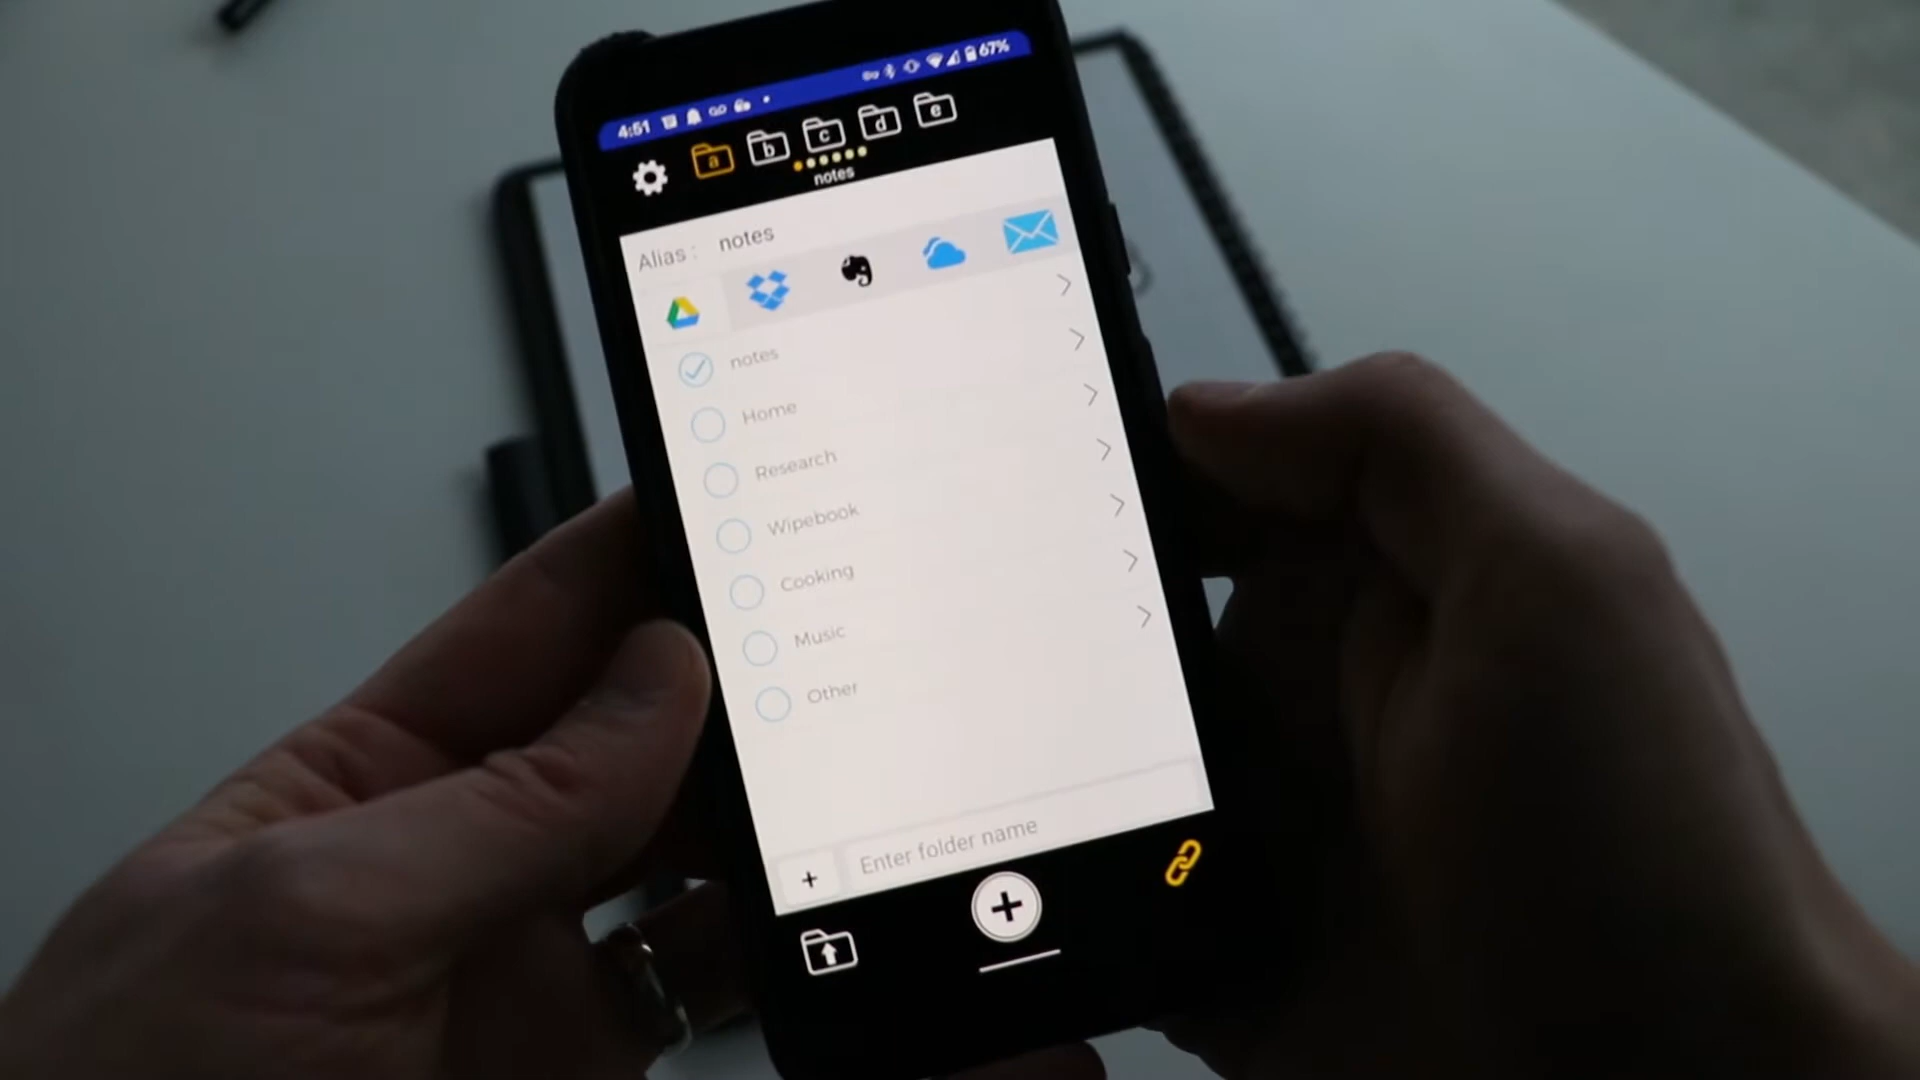 4:51 67%
a b c d e
notes
Alias : notes
notes
Home
Research
Wipebook
Cooking
Music
Other
+ Enter folder name